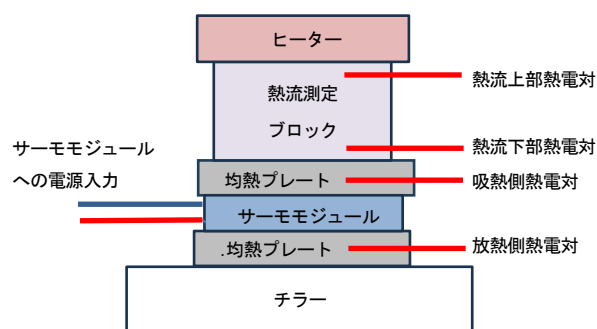 ヒーター
熱流測定
ブロック
熱流上部熱電対
熱流下部熱電対
サーモモジュール
への電源入力
均熱プレート
吸熱側熱電対
サーモモジュール
.均熱プレート
放熱側熱電対
チラー